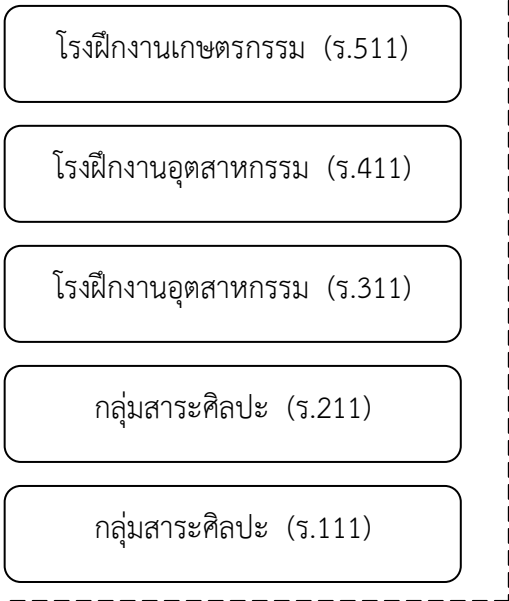 โรงฝึกงานเกษตรกรรม (ร.511)
โรงฝึกงานอุตสาหกรรม (ร.411)
โรงฝึกงานอุตสาหกรรม (ร.311)
กลุ่มสาระศิลปะ (ร.211)
กลุ่มสาระศิลปะ (ร.111)